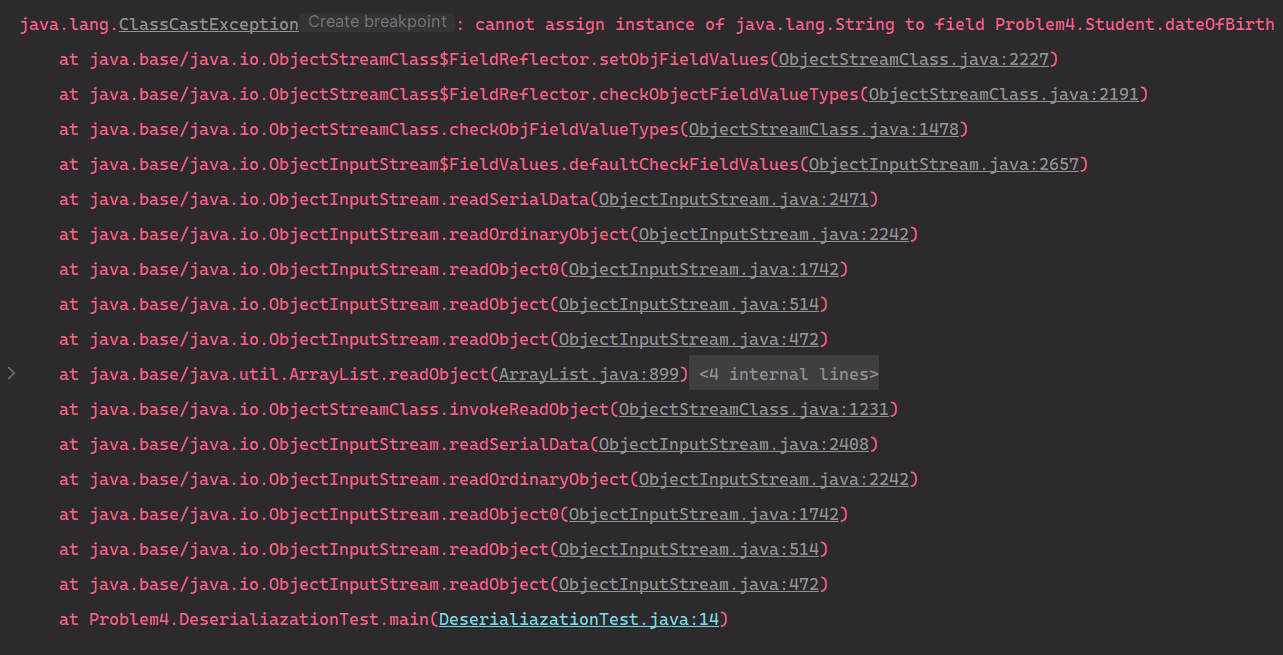 java.lang.ClassCastException Create breakpoint : cannot assign instance of java.lang.String to field Problem4.Student.dateOfBirth
at java.base/java.io.ObjectStreamClass$FieldReflector.setObjFieldValues(ObjectStreamClass.java:2227)
at java.base/java.io.ObjectStreamClass$FieldReflector.checkObjectFieldValueTypes(ObjectStreamClass.java:2191)
at java.base/java.io.ObjectStreamClass.checkObjFieldValueTypes(ObjectStreamClass.java:1478)
at java.base/java.io.ObjectInputStream$FieldValues.defaultCheckFieldValues(ObjectInputStream.java:2657)
at java.base/java.io.ObjectInputStream.readSerialData(ObjectInputStream.java:2471)
at java.base/java.io.ObjectInputStream.readOrdinaryObject(ObjectInputStream.java:2242)
at java.base/java.io.ObjectInputStream.readObject0(ObjectInputStream.java:1742)
at java.base/java.io.ObjectInputStream.readObject(ObjectInputStream.java:514)
at java.base/java.io.ObjectInputStream.readObject(ObjectInputStream.java:472)
at java.base/java.util.ArrayList.readObject(ArrayList.java:899) <4 internal lines>
at java.base/java.io.ObjectStreamClass.invokeReadObject(ObjectStreamClass.java:1231)
at java.base/java.io.ObjectInputStream.readSerialData(ObjectInputStream.java:2408)
at java.base/java.io.ObjectInputStream.readOrdinaryObject(ObjectInputStream.java:2242)
at java.base/java.io.ObjectInputStream.readObject0(ObjectInputStream.java:1742)
at java.base/java.io.ObjectInputStream.readObject(ObjectInputStream.java:514)
at java.base/java.io.ObjectInputStream.readObject(ObjectInputStream.java:472)
at Problem4.DeserialiazationTest.main(DeserialiazationTest.java:14)